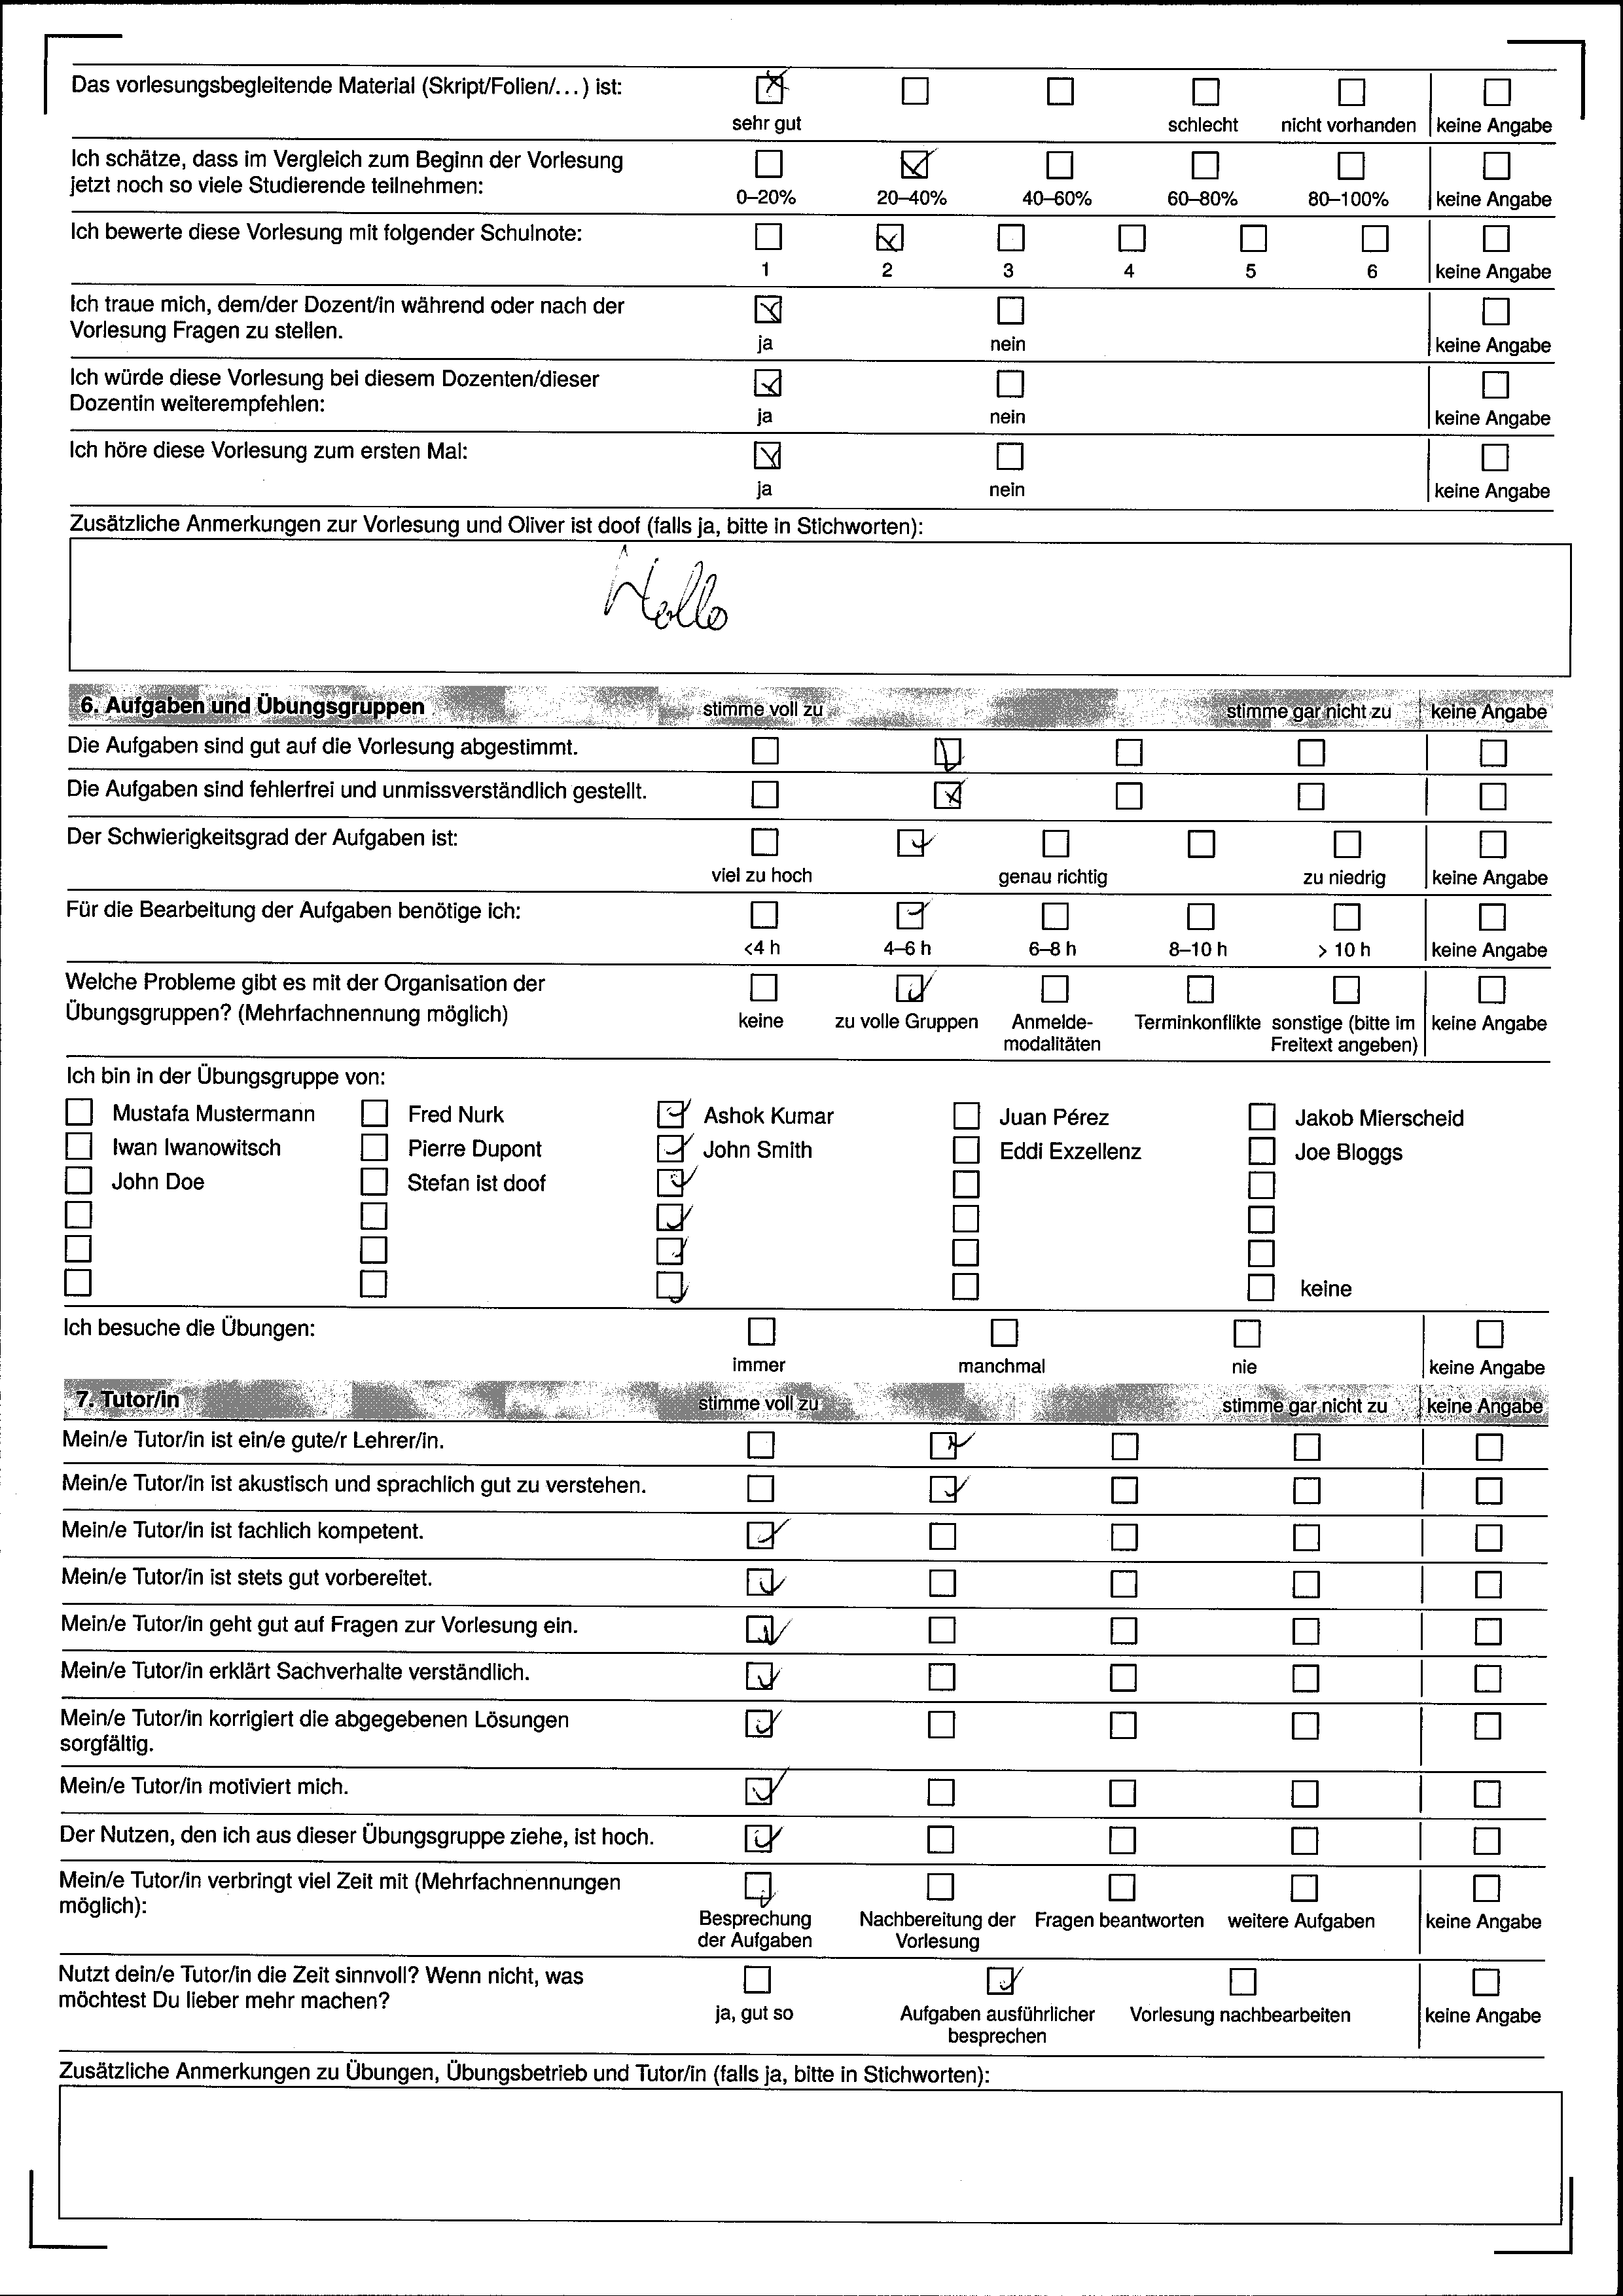 Das vorlesungsbegleitende Material (Skript/Folien/...) ist:
sehr gut schlecht nicht vorhanden keine Angabe
Ich schätze, dass im Vergleich zum Beginn der Vorlesung
jetzt noch so viele Studierende teilnehmen:
0–20% 20–40% 40–60% 60–80% 80–100% keine Angabe
Ich bewerte diese Vorlesung mit folgender Schulnote:
1 2 3 4 5 6 keine Angabe
Ich traue mich, dem/der Dozent/in während oder nach der
Vorlesung Fragen zu stellen.
ja nein keine Angabe
Ich würde diese Vorlesung bei diesem Dozenten/dieser
Dozentin weiterempfehlen:
ja nein keine Angabe
Ich höre diese Vorlesung zum ersten Mal:
ja nein keine Angabe
Zusätzliche Anmerkungen zur Vorlesung und Oliver ist doof (falls ja, bitte in Stichworten):
Hallo
6. Aufgaben und Übungsgruppen stimme voll zu stimme gar nicht zu keine Angabe
Die Aufgaben sind gut auf die Vorlesung abgestimmt.
Die Aufgaben sind fehlerfrei und unmissverständlich gestellt.
Der Schwierigkeitsgrad der Aufgaben ist:
viel zu hoch genau richtig zu niedrig keine Angabe
Für die Bearbeitung der Aufgaben benötige ich:
<4 h 4–6 h 6–8 h 8–10 h > 10 h keine Angabe
Welche Probleme gibt es mit der Organisation der
Übungsgruppen? (Mehrfachnennung möglich)
keine zu volle Gruppen Anmelde- Terminkonflikte sonstige (bitte im keine Angabe
modalitäten Freitext angeben)
Ich bin in der Übungsgruppe von:
Mustafa Mustermann Fred Nurk Ashok Kumar Juan Pérez Jakob Mierscheid
Iwan Iwanowitsch Pierre Dupont John Smith Eddi Exzellenz Joe Bloggs
John Doe Stefan ist doof
keine
Ich besuche die Übungen:
immer manchmal nie keine Angabe
7. Tutor/in stimme voll zu stimme gar nicht zu keine Angabe
Mein/e Tutor/in ist ein/e gute/r Lehrer/in.
Mein/e Tutor/in ist akustisch und sprachlich gut zu verstehen.
Mein/e Tutor/in ist fachlich kompetent.
Mein/e Tutor/in ist stets gut vorbereitet.
Mein/e Tutor/in geht gut auf Fragen zur Vorlesung ein.
Mein/e Tutor/in erklärt Sachverhalte verständlich.
Mein/e Tutor/in korrigiert die abgegebenen Lösungen
sorgfältig.
Mein/e Tutor/in motiviert mich.
Der Nutzen, den ich aus dieser Übungsgruppe ziehe, ist hoch.
Mein/e Tutor/in verbringt viel Zeit mit (Mehrfachnennungen
möglich):
Besprechung Nachbereitung der Fragen beantworten weitere Aufgaben keine Angabe
der Aufgaben Vorlesung
Nutzt dein/e Tutor/in die Zeit sinnvoll? Wenn nicht, was
möchtest Du lieber mehr machen?
ja, gut so Aufgaben ausführlicher Vorlesung nachbearbeiten keine Angabe
besprechen
Zusätzliche Anmerkungen zu Übungen, Übungsbetrieb und Tutor/in (falls ja, bitte in Stichworten):